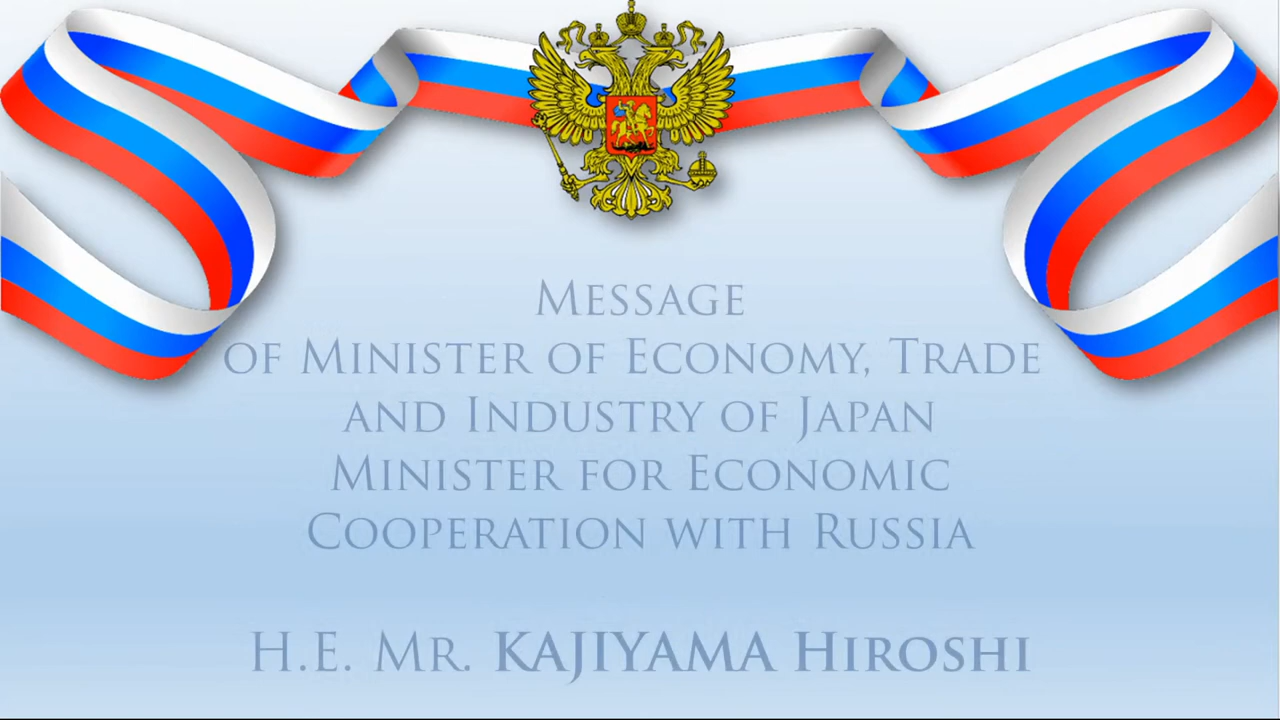 Message
of Minister of Economy, Trade
and Industry of Japan
Minister for Economic
Cooperation with Russia
H.E. Mr. KAJIYAMA Hiroshi